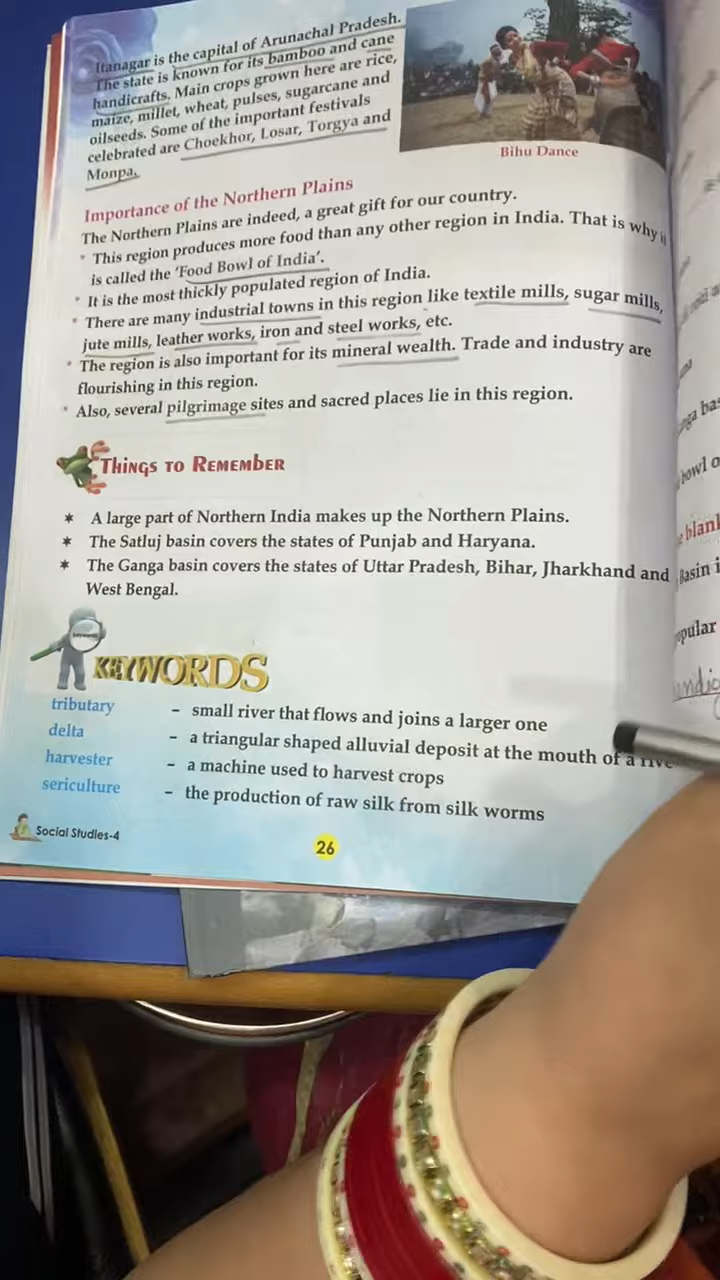 Itanagar is the capital of Arunachal Pradesh.
The state is known for its bamboo and cane
handicrafts. Main crops grown here are rice,
maize, millet, wheat, pulses, sugarcane and
oilseeds. Some of the important festivals
celebrated are Choekhor, Losar, Torgya and
Monpa.
Bihu Dance
Importance of the Northern Plains
The Northern Plains are indeed, a great gift for our country.
* This region produces more food than any other region in India. That is why it
is called the 'Food Bowl of India'.
* It is the most thickly populated region of India.
* There are many industrial towns in this region like textile mills, sugar mills,
jute mills, leather works, iron and steel works, etc.
* The region is also important for its mineral wealth. Trade and industry are
flourishing in this region.
* Also, several pilgrimage sites and sacred places lie in this region.
THINGS TO REMEMBER
* A large part of Northern India makes up the Northern Plains.
* The Satluj basin covers the states of Punjab and Haryana.
* The Ganga basin covers the states of Uttar Pradesh, Bihar, Jharkhand and
West Bengal.
KEYWORDS
tributary – small river that flows and joins a larger one
delta – a triangular shaped alluvial deposit at the mouth of a
harvester – a machine used to harvest crops
sericulture – the production of raw silk from silk worms
Social Studies-4
26
bowl o
Basin i